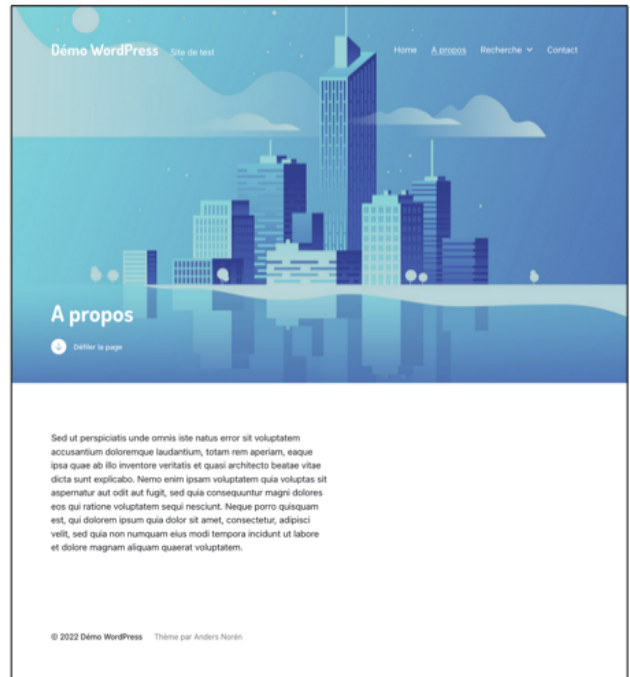 Démo WordPress Site de test Home A propos Recherche Contact
A propos
Défiler la page
Sed ut perspiciatis unde omnis iste natus error sit voluptatem
accusantium doloremque laudantium, totam rem aperiam, eaque
ipsa quae ab illo inventore veritatis et quasi architecto beatae vitae
dicta sunt explicabo. Nemo enim ipsam voluptatem quia voluptas sit
aspernatur aut odit aut fugit, sed quia consequuntur magni dolores
eos qui ratione voluptatem sequi nesciunt. Neque porro quisquam
est, qui dolorem ipsum quia dolor sit amet, consectetur, adipisci
velit, sed quia non numquam eius modi tempora incidunt ut labore
et dolore magnam aliquam quaerat voluptatem.
© 2022 Démo WordPress Thème par Anders Norén